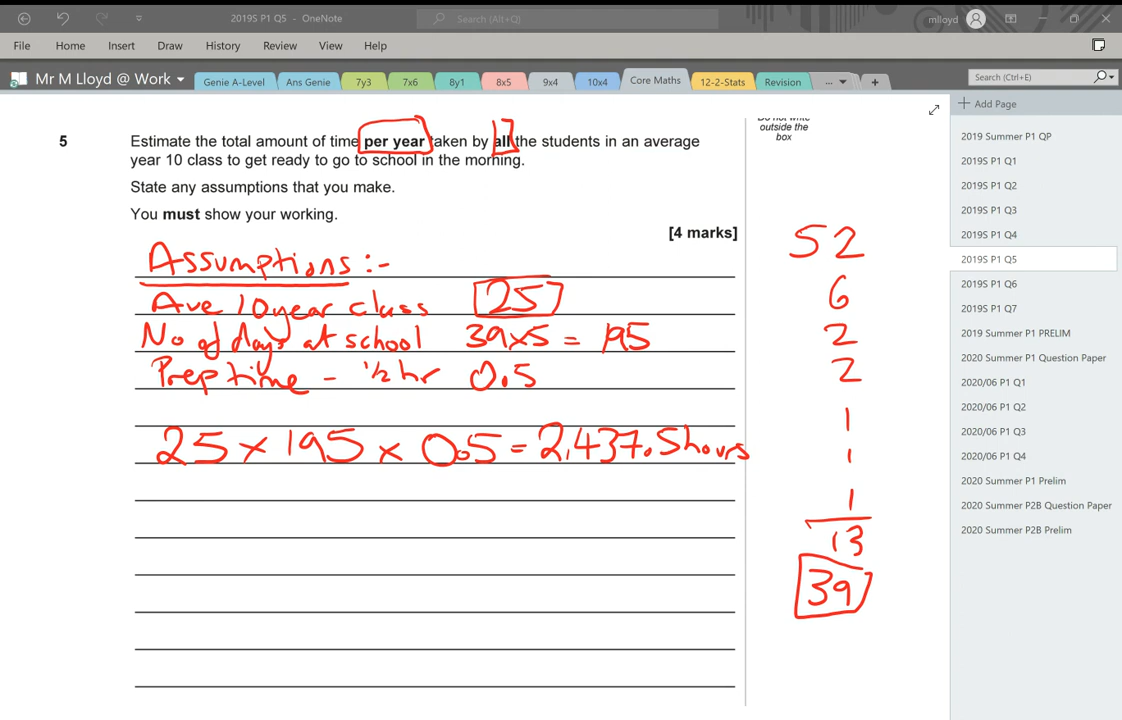 2019S P1 Q5 - OneNote
Search (Alt+Q)
mlloyd
File Home Insert Draw History Review View Help
Mr M Lloyd @ Work
Genie A-Level Ans Genie 7y3 7x6 8y1 8x5 9x4 10x4 Core Maths 12-2-Stats Revision ... +
Search (Ctrl+E)
Add Page
2019 Summer P1 QP
2019S P1 Q1
2019S P1 Q2
2019S P1 Q3
2019S P1 Q4
2019S P1 Q5
2019S P1 Q6
2019S P1 Q7
2019 Summer P1 PRELIM
2020 Summer P1 Question Paper
2020/06 P1 Q1
2020/06 P1 Q2
2020/06 P1 Q3
2020/06 P1 Q4
2020 Summer P1 Prelim
2020 Summer P2B Question Paper
2020 Summer P2B Prelim
Do not write
outside the
box
5 Estimate the total amount of time per year taken by all the students in an average
year 10 class to get ready to go to school in the morning.
State any assumptions that you make.
You must show your working.
[4 marks]
Assumptions :-
Ave 10year class 25
No of days at school 39x5 = 195
Prep time - ½ hr 0.5
25 x 195 x 0.5 = 2,437.5 hours
52
6
2
2
1
1
1
13
39